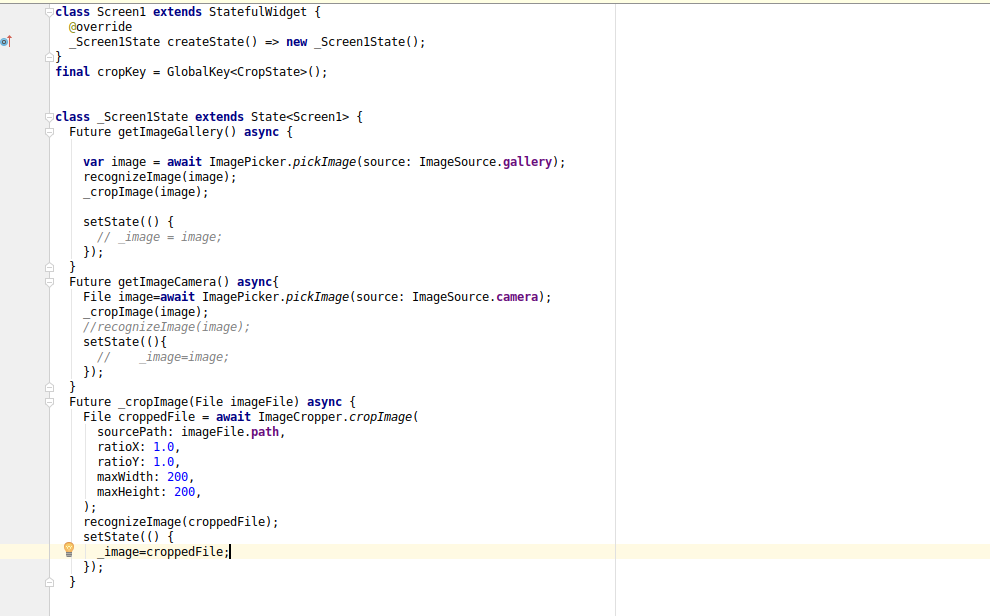 class Screen1 extends StatefulWidget {
  @override
  _Screen1State createState() => new _Screen1State();
}
final cropKey = GlobalKey<CropState>();
class _Screen1State extends State<Screen1> {
  Future getImageGallery() async {
    var image = await ImagePicker.pickImage(source: ImageSource.gallery);
    recognizeImage(image);
    _cropImage(image);
    setState(() {
      // _image = image;
    });
  }
  Future getImageCamera() async{
    File image=await ImagePicker.pickImage(source: ImageSource.camera);
    _cropImage(image);
    //recognizeImage(image);
    setState((){
      //    _image=image;
    });
  }
  Future _cropImage(File imageFile) async {
    File croppedFile = await ImageCropper.cropImage(
      sourcePath: imageFile.path,
      ratioX: 1.0,
      ratioY: 1.0,
      maxWidth: 200,
      maxHeight: 200,
    );
    recognizeImage(croppedFile);
    setState(() {
      _image=croppedFile;
    });
  }